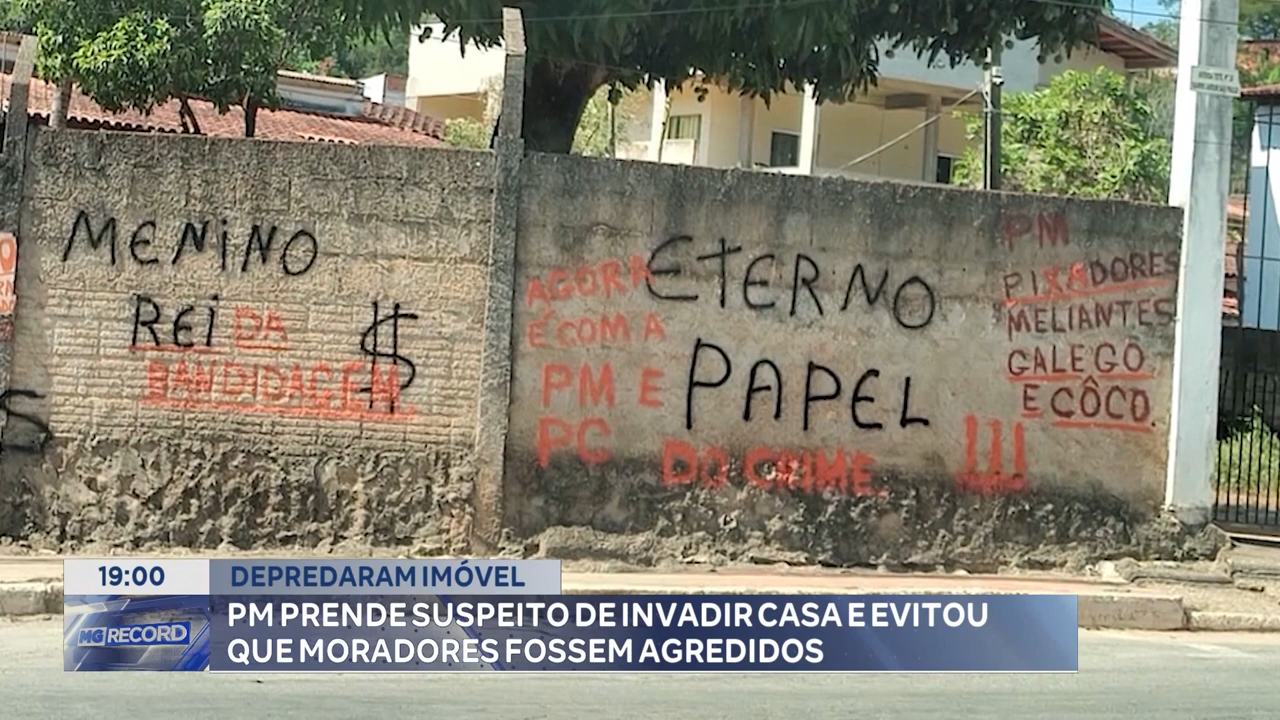 MENINO
REI DA
BANDIDAGEM
$
AGORA
É COM A
PM E
PC
ETERNO
PAPEL
DO CRIME.
!!!
PM
PIXADORES
MELIANTES
GALEGO
E CÔCO.
19:00
DEPREDARAM IMÓVEL
MG RECORD
PM PRENDE SUSPEITO DE INVADIR CASA E EVITOU
QUE MORADORES FOSSEM AGREDIDOS